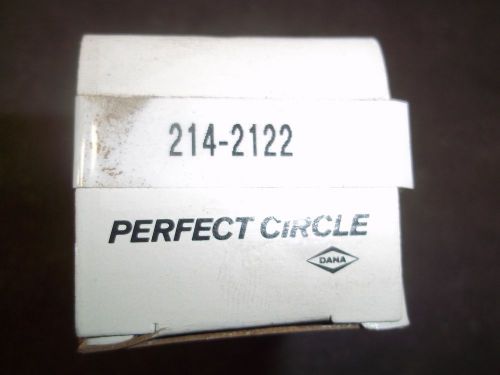 214-2122
PERFECT CIRCLE
DANA